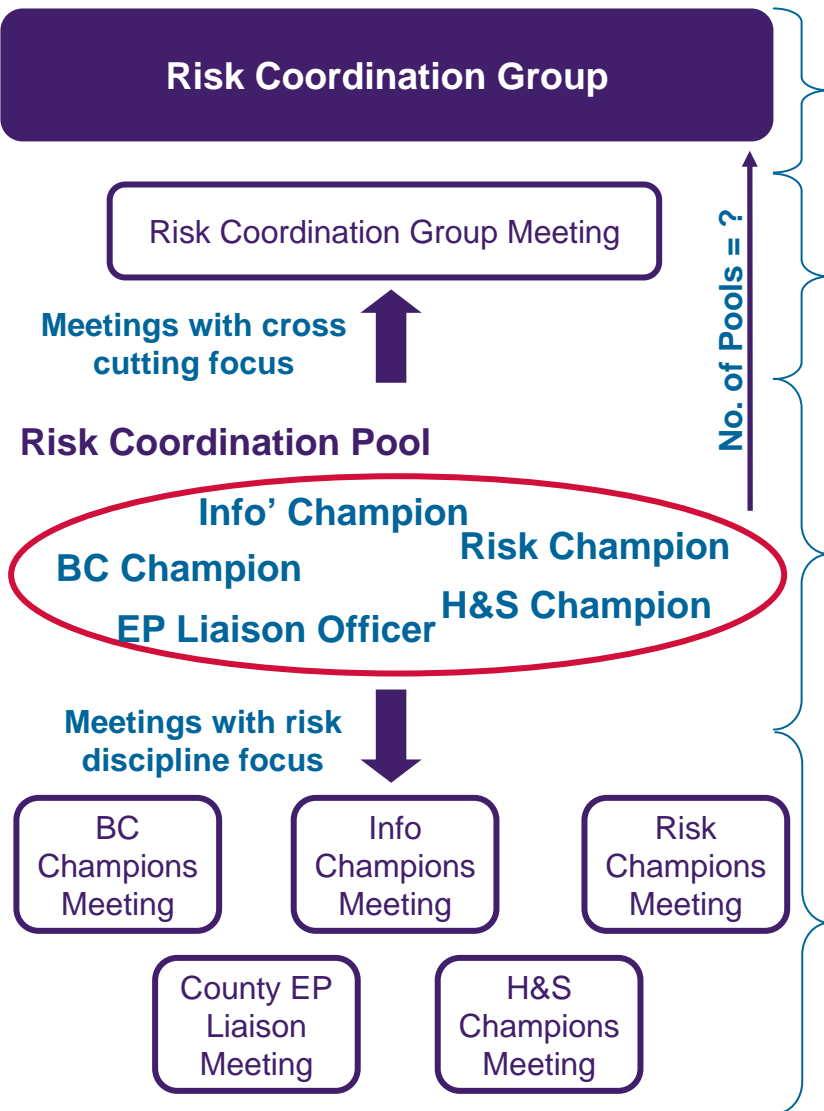 Risk Coordination Group
Risk Coordination Group Meeting
No. of Pools = ?
Meetings with cross
cutting focus
Risk Coordination Pool
Info’ Champion
Risk Champion
BC Champion
H&S Champion
EP Liaison Officer
Meetings with risk
discipline focus
BC
Champions
Meeting
Info
Champions
Meeting
Risk
Champions
Meeting
County EP
Liaison
Meeting
H&S
Champions
Meeting